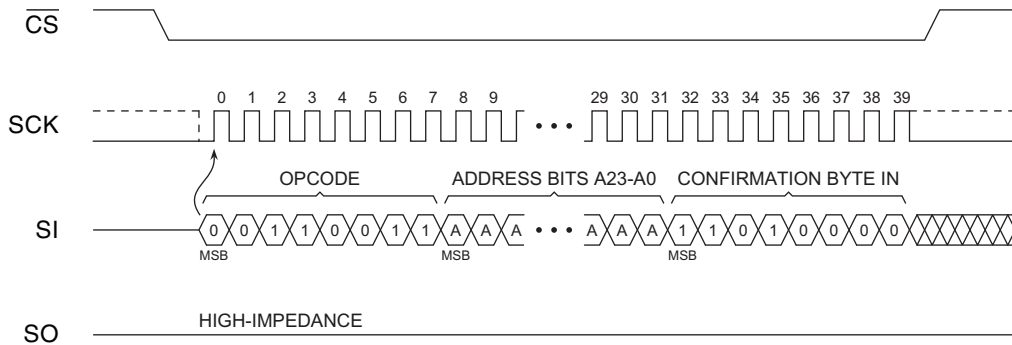 CS
0 1 2 3 4 5 6 7 8 9 29 30 31 32 33 34 35 36 37 38 39
SCK
OPCODE ADDRESS BITS A23-A0 CONFIRMATION BYTE IN
SI 0 0 1 1 0 0 1 1 A A A • • • A A A 1 1 0 1 0 0 0 0
MSB MSB MSB
HIGH-IMPEDANCE
SO